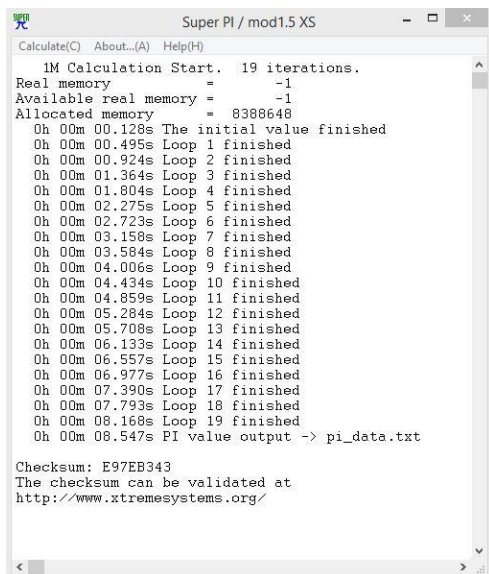 SUPER π
Super PI / mod1.5 XS
Calculate(C) About...(A) Help(H)
1M Calculation Start. 19 iterations.
Real memory = -1
Available real memory = -1
Allocated memory = 8388648
0h 00m 00.128s The initial value finished
0h 00m 00.495s Loop 1 finished
0h 00m 00.924s Loop 2 finished
0h 00m 01.364s Loop 3 finished
0h 00m 01.804s Loop 4 finished
0h 00m 02.275s Loop 5 finished
0h 00m 02.723s Loop 6 finished
0h 00m 03.158s Loop 7 finished
0h 00m 03.584s Loop 8 finished
0h 00m 04.006s Loop 9 finished
0h 00m 04.434s Loop 10 finished
0h 00m 04.859s Loop 11 finished
0h 00m 05.284s Loop 12 finished
0h 00m 05.708s Loop 13 finished
0h 00m 06.133s Loop 14 finished
0h 00m 06.557s Loop 15 finished
0h 00m 06.977s Loop 16 finished
0h 00m 07.390s Loop 17 finished
0h 00m 07.793s Loop 18 finished
0h 00m 08.168s Loop 19 finished
0h 00m 08.547s PI value output -> pi_data.txt
Checksum: E97EB343
The checksum can be validated at
http://www.xtremesystems.org/